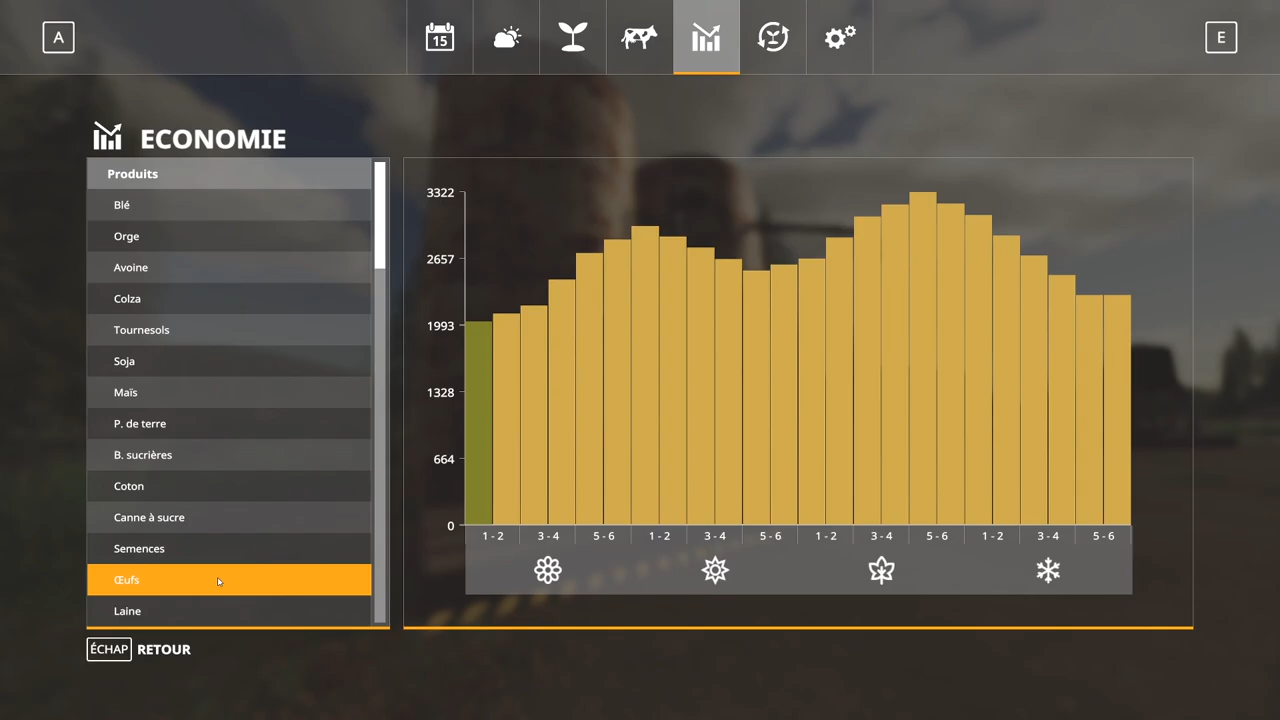 A
15
E
ECONOMIE
Produits
Blé
Orge
Avoine
Colza
Tournesols
Soja
Maïs
P. de terre
B. sucrières
Coton
Canne à sucre
Semences
Œufs
Laine
ÉCHAP RETOUR
3322
2657
1993
1328
664
0
1 - 2 3 - 4 5 - 6 1 - 2 3 - 4 5 - 6 1 - 2 3 - 4 5 - 6 1 - 2 3 - 4 5 - 6